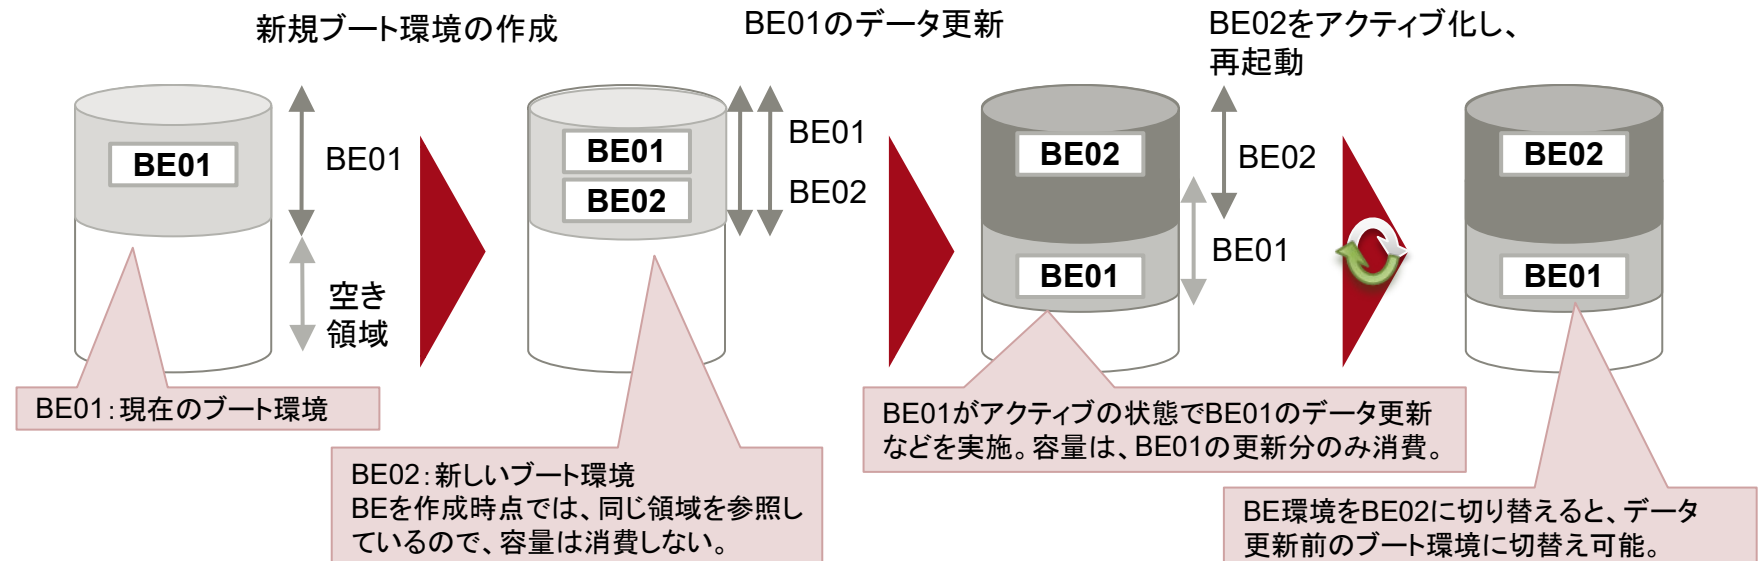 新規ブート環境の作成
BE01のデータ更新
BE02をアクティブ化し、
再起動
BE01
BE01
空き
領域
BE01：現在のブート環境
BE01
BE02
BE01
BE02
BE02：新しいブート環境
BEを作成時点では、同じ領域を参照し
ているので、容量は消費しない。
BE02
BE01
BE02
BE01
BE01がアクティブの状態でBE01のデータ更新
などを実施。容量は、BE01の更新分のみ消費。
BE02
BE01
BE環境をBE02に切り替えると、データ
更新前のブート環境に切替え可能。